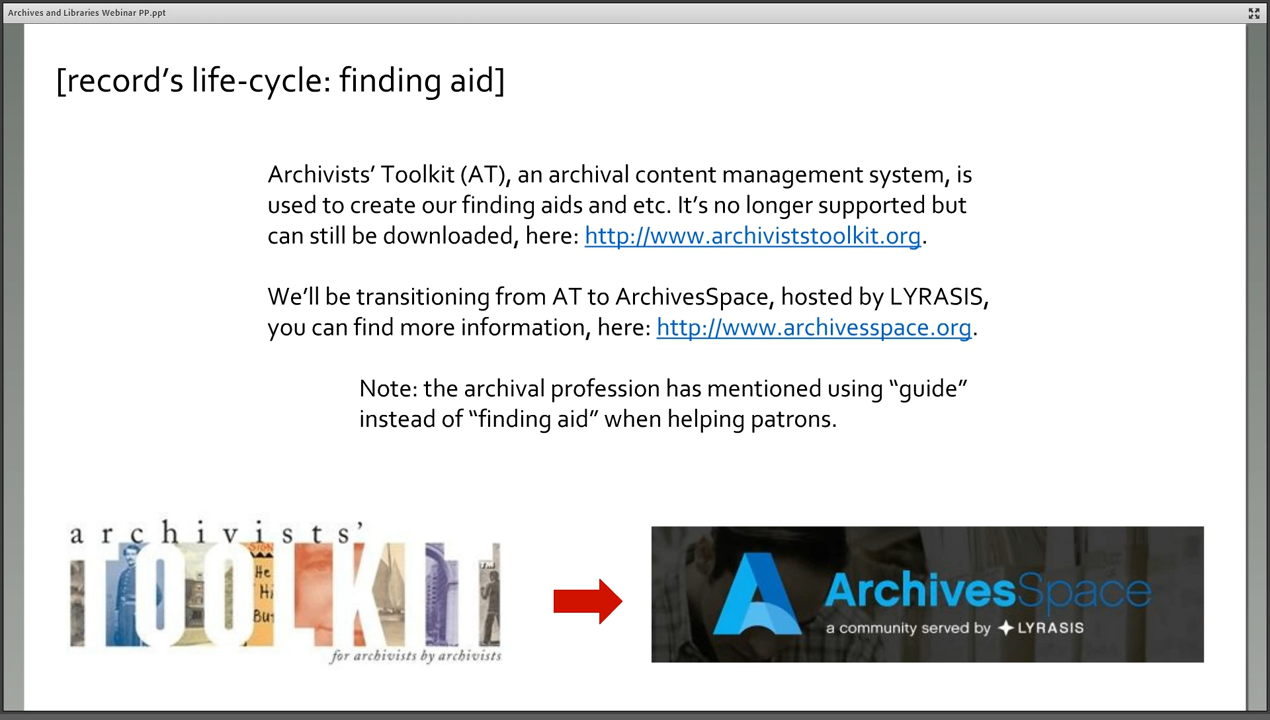 Archives and Libraries Webinar PP.ppt
[record’s life-cycle: finding aid]
Archivists’ Toolkit (AT), an archival content management system, is
used to create our finding aids and etc. It’s no longer supported but
can still be downloaded, here: http://www.archiviststoolkit.org.
We’ll be transitioning from AT to ArchivesSpace, hosted by LYRASIS,
you can find more information, here: http://www.archivesspace.org.
Note: the archival profession has mentioned using “guide”
instead of “finding aid” when helping patrons.
archivists’
TOOLKIT
for archivists by archivists
ArchivesSpace
a community served by LYRASIS